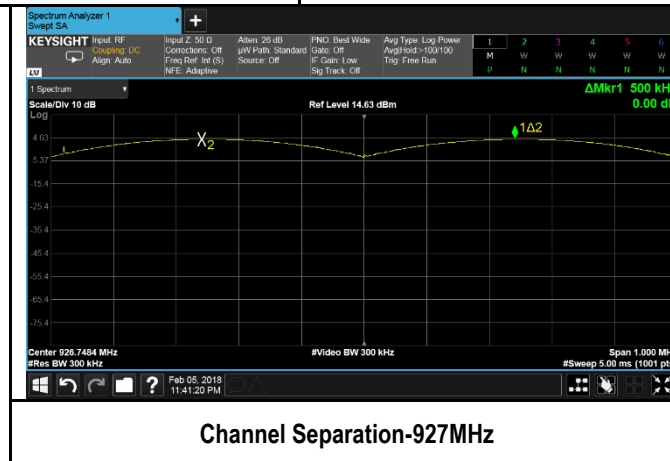 Spectrum Analyzer 1
Swept SA
+
KEYSIGHT
Input: RF
Coupling: DC
Align: Auto
Input Z: 50 Ω
Corrections: Off
Freq Ref: Int (S)
NFE: Adaptive
Atten: 26 dB
µW Path: Standard
Source: Off
PNO: Best Wide
Gate: Off
IF Gain: Low
Sig Track: Off
Avg Type: Log-Power
Avg|Hold:>100/100
Trig: Free Run
1 2 3 4 5 6
M W W W W W
P N N N N N
LXI
1 Spectrum
ΔMkr1 500 kH
Scale/Div 10 dB
Ref Level 14.63 dBm
0.00 d
Log
1Δ2
4.63
X2
-5.37
-15.4
-25.4
-35.4
-45.4
-55.4
-65.4
-75.4
Center 926.7484 MHz
#Video BW 300 kHz
Span 1.000 MH
#Res BW 300 kHz
#Sweep 5.00 ms (1001 pts
?
Feb 05, 2018
11:41:20 PM
Channel Separation-927MHz